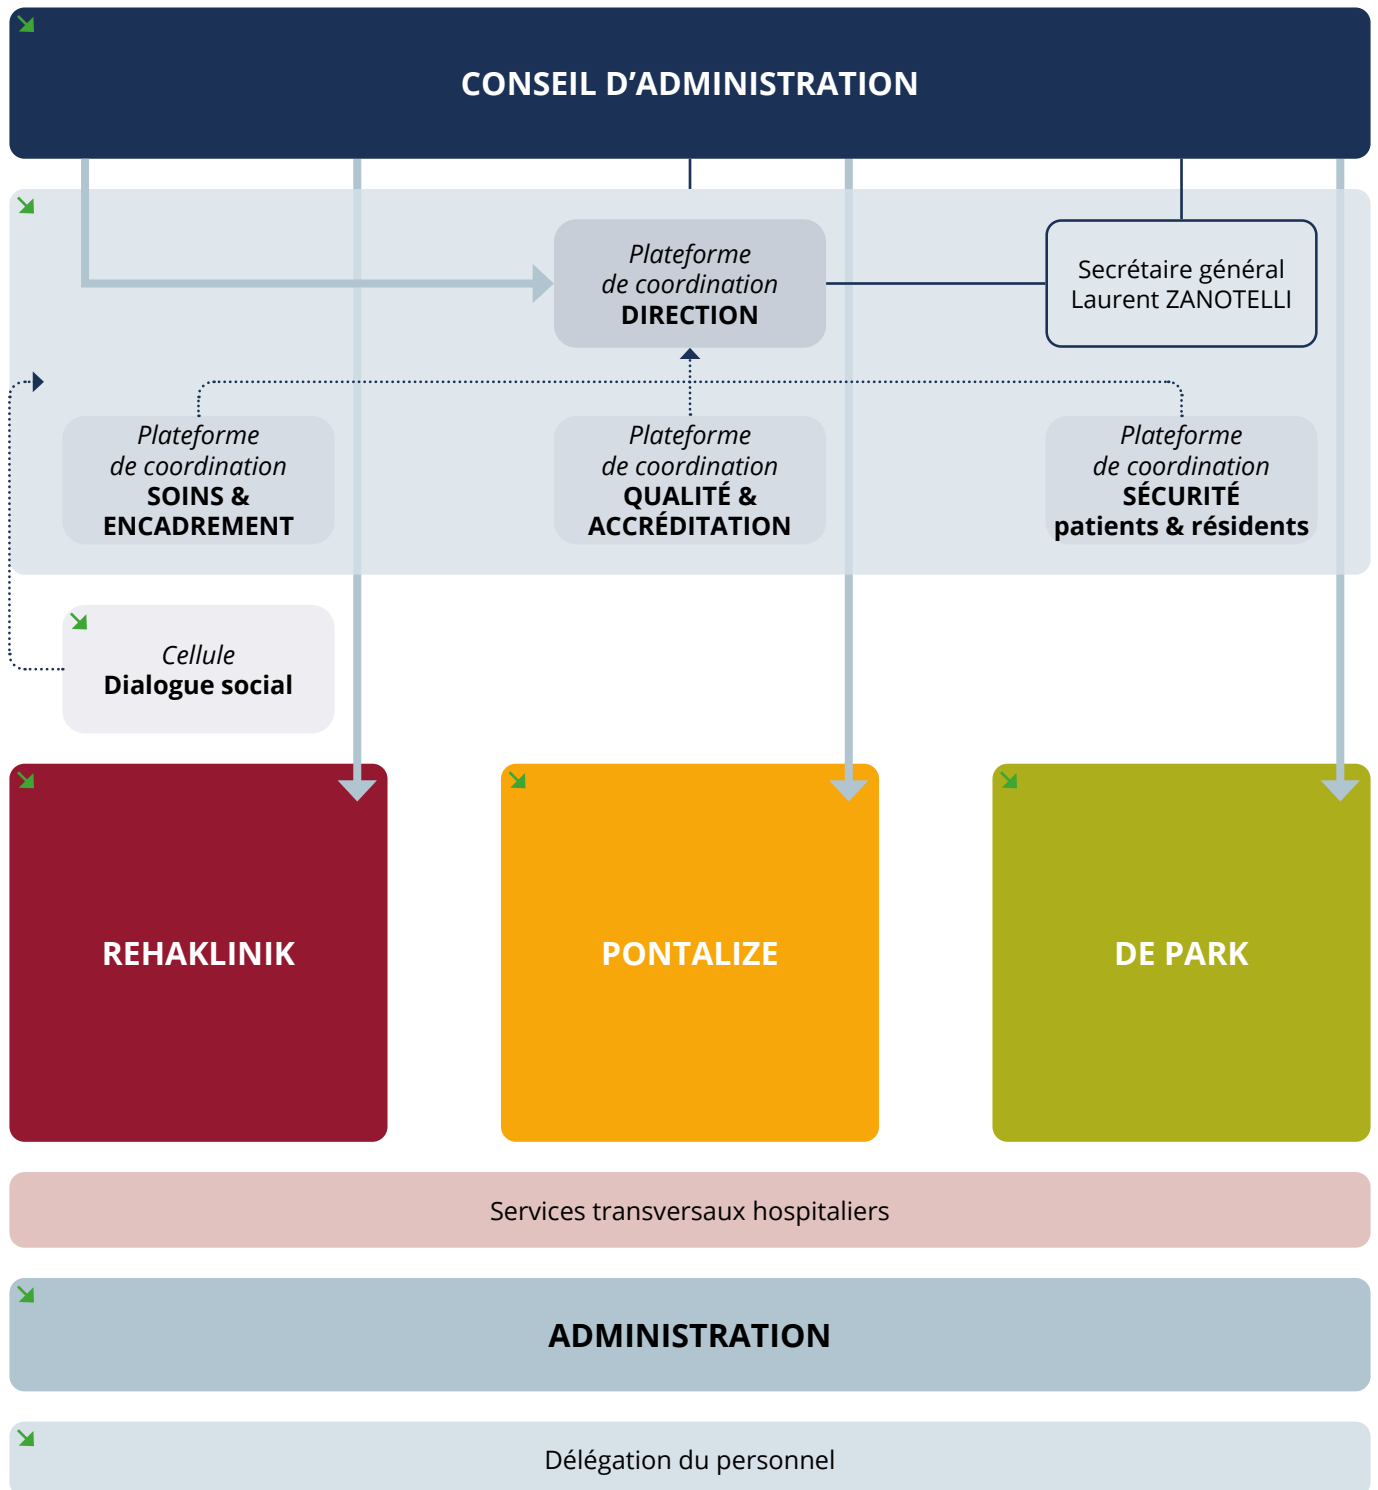 CONSEIL D’ADMINISTRATION
Plateforme
de coordination
DIRECTION
Secrétaire général
Laurent ZANOTELLI
Plateforme
de coordination
SOINS &
ENCADREMENT
Plateforme
de coordination
QUALITÉ &
ACCRÉDITATION
Plateforme
de coordination
SÉCURITÉ
patients & résidents
Cellule
Dialogue social
REHAKLINIK
PONTALIZE
DE PARK
Services transversaux hospitaliers
ADMINISTRATION
Délégation du personnel